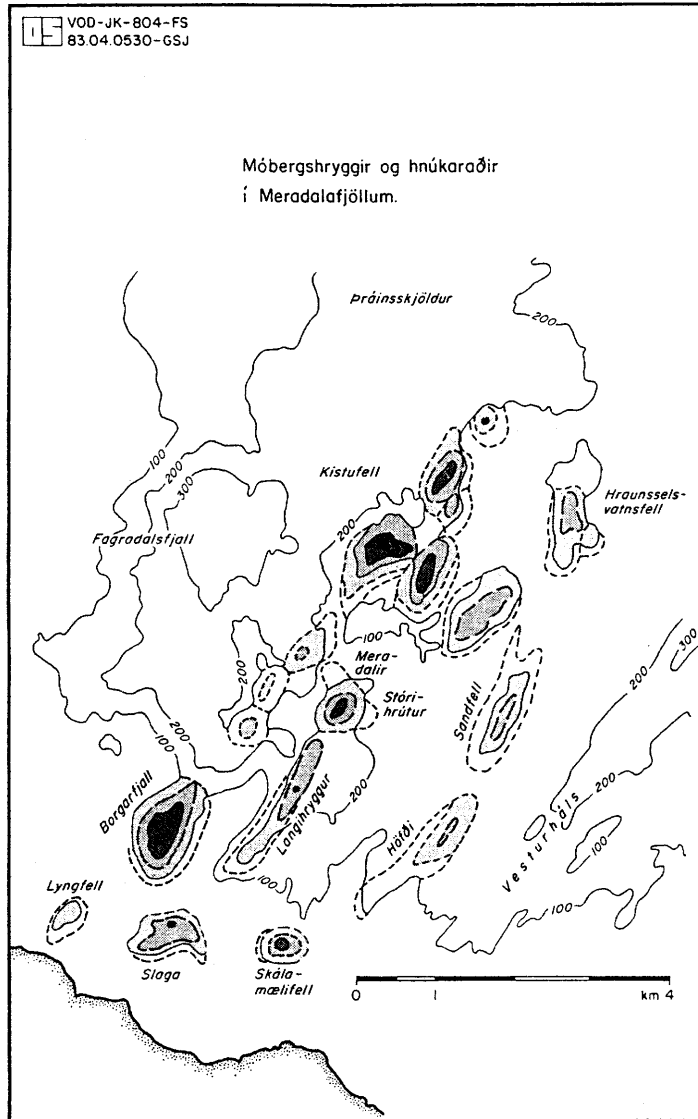 OS VOD-JK-804-FS
83.04.0530-GSJ
Móbergshryggir og hnúkaraðir
í Meradalafjöllum.
Þráinsskjöldur
200
100
200
300
Kistufell
Hraunssels-
vatnsfell
Fagradalsfjall
200
100
200
300
Mera-
dalir
200
Stóri-
hrútur
Sandfell
200
100
200
Borgarfjall
Langihryggur
200
Höfði
Vesturháls
100
100
100
Lyngfell
Slaga
Skála-
mælifell
0 1 km 4